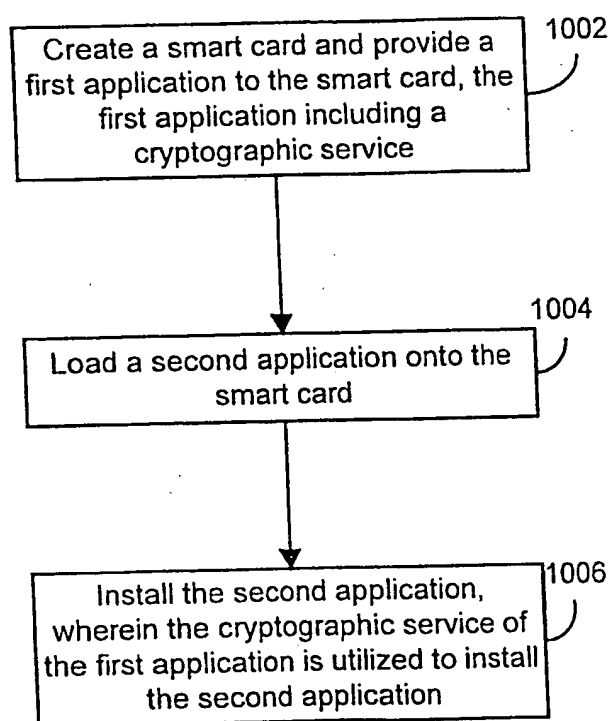 Create a smart card and provide a
first application to the smart card, the
first application including a
cryptographic service
1002
Load a second application onto the
smart card
1004
Install the second application,
wherein the cryptographic service of
the first application is utilized to install
the second application
1006